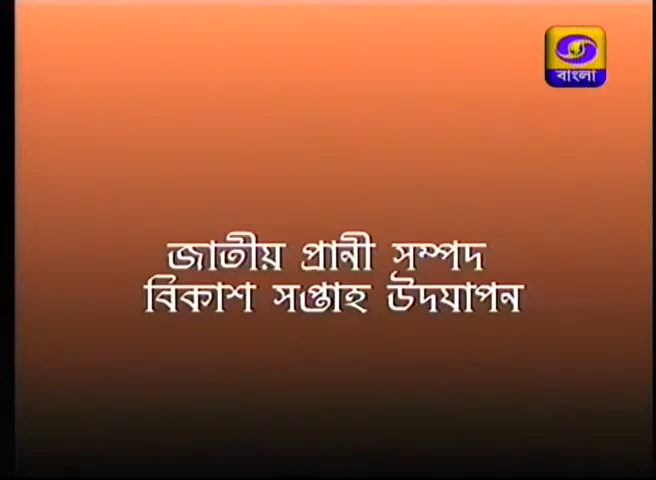 বাংলা
জাতীয় প্রানী সম্পদ
বিকাশ সপ্তাহ উদযাপন